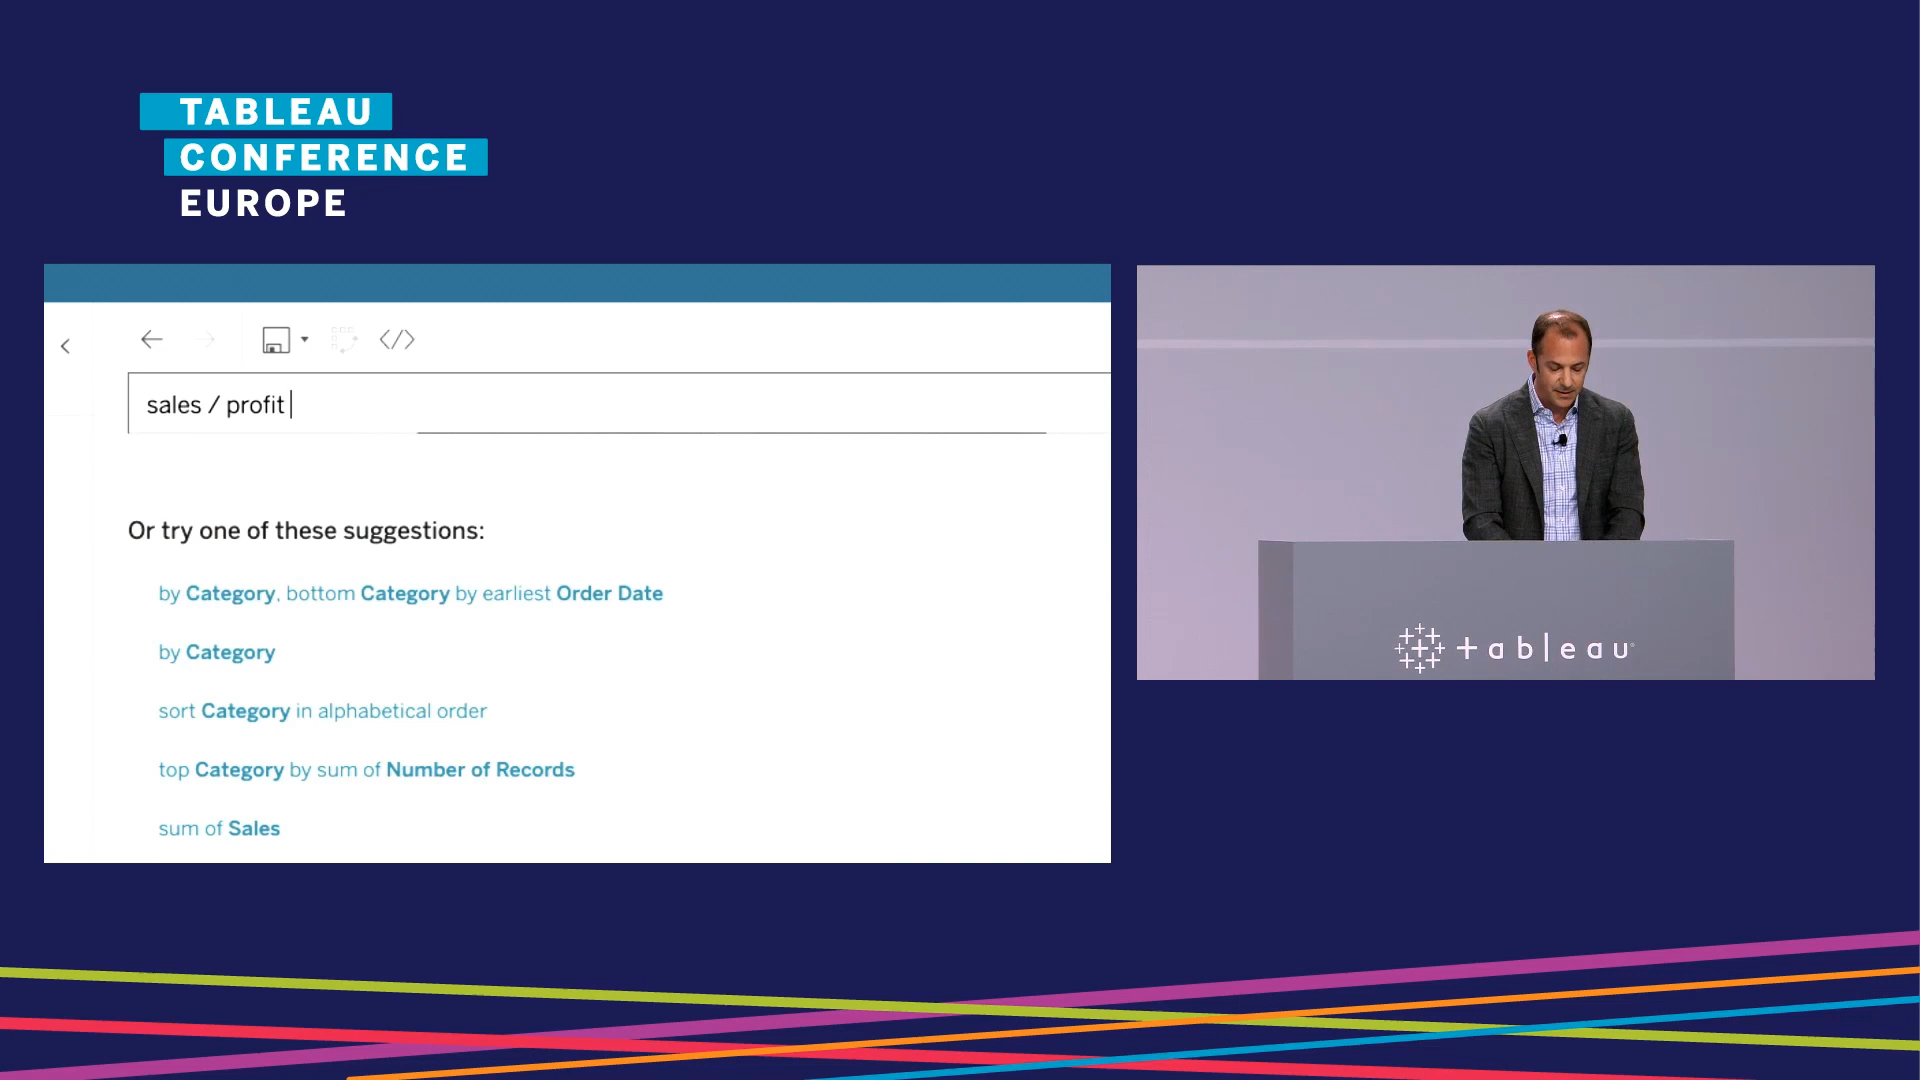 TABLEAU
CONFERENCE
EUROPE
sales / profit
Or try one of these suggestions:
by Category, bottom Category by earliest Order Date
by Category
sort Category in alphabetical order
top Category by sum of Number of Records
sum of Sales
+ableau